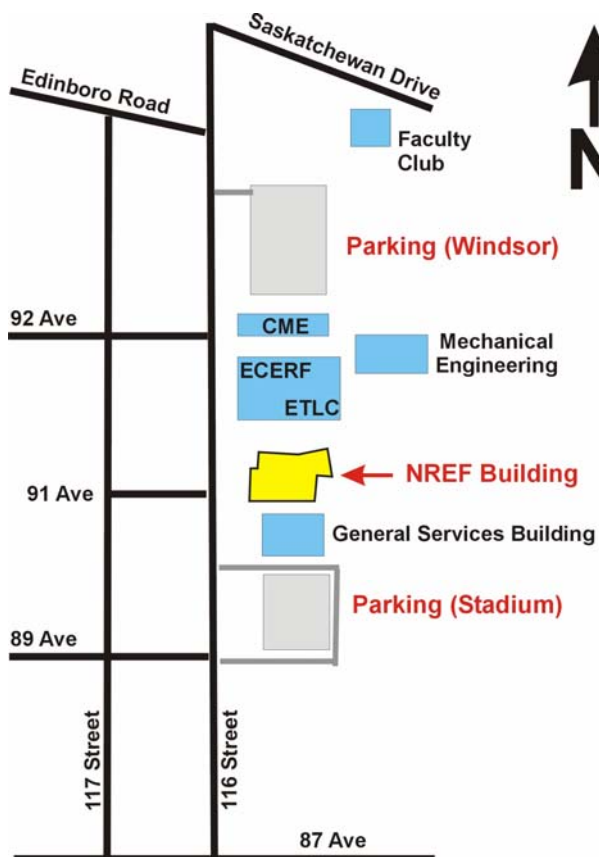 Saskatchewan Drive
Edinboro Road
Faculty
Club
N
Parking (Windsor)
92 Ave
CME
Mechanical
Engineering
ECERF
ETLC
NREF Building
91 Ave
General Services Building
Parking (Stadium)
89 Ave
117 Street
116 Street
87 Ave